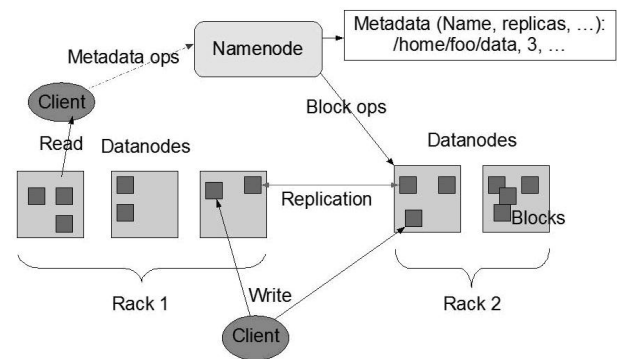 Metadata (Name, replicas, …):
/home/foo/data, 3, …
Namenode
Metadata ops
Client
Block ops
Read
Datanodes
Datanodes
Replication
Blocks
Rack 1
Write
Rack 2
Client